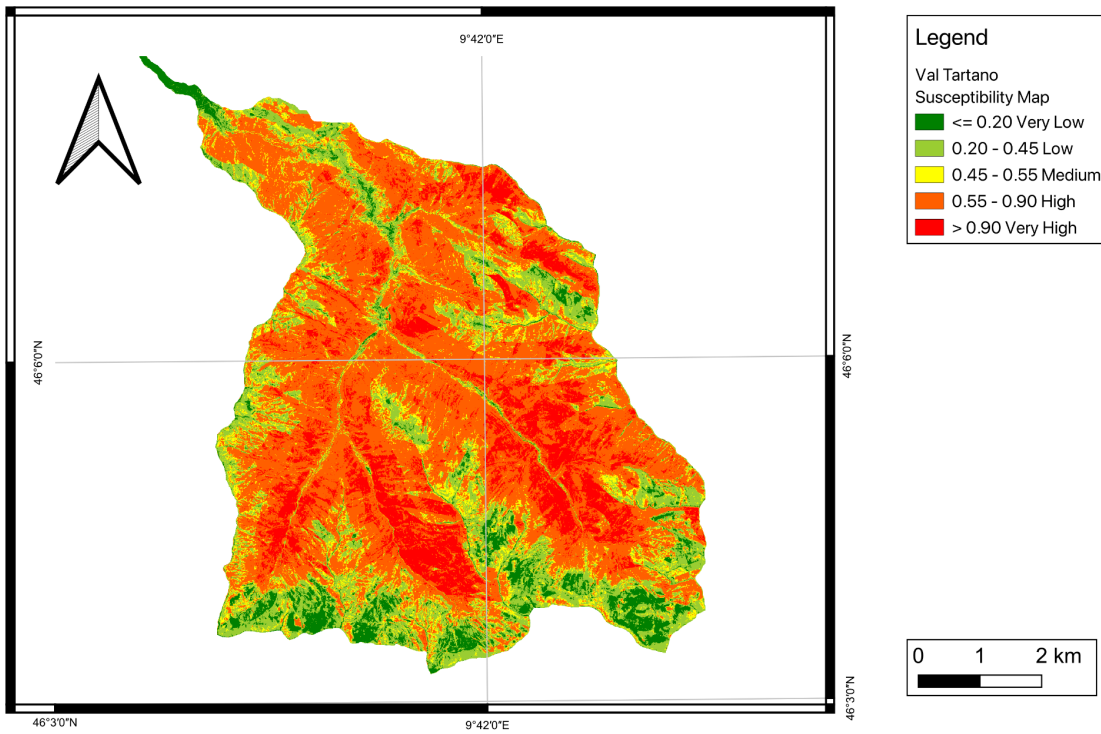 9°42'0"E
Legend
Val Tartano
Susceptibility Map
<= 0.20 Very Low
0.20 - 0.45 Low
0.45 - 0.55 Medium
0.55 - 0.90 High
> 0.90 Very High
46°6'0"N
46°6'0"N
0 1 2 km
46°3'0"N
46°3'0"N
9°42'0"E